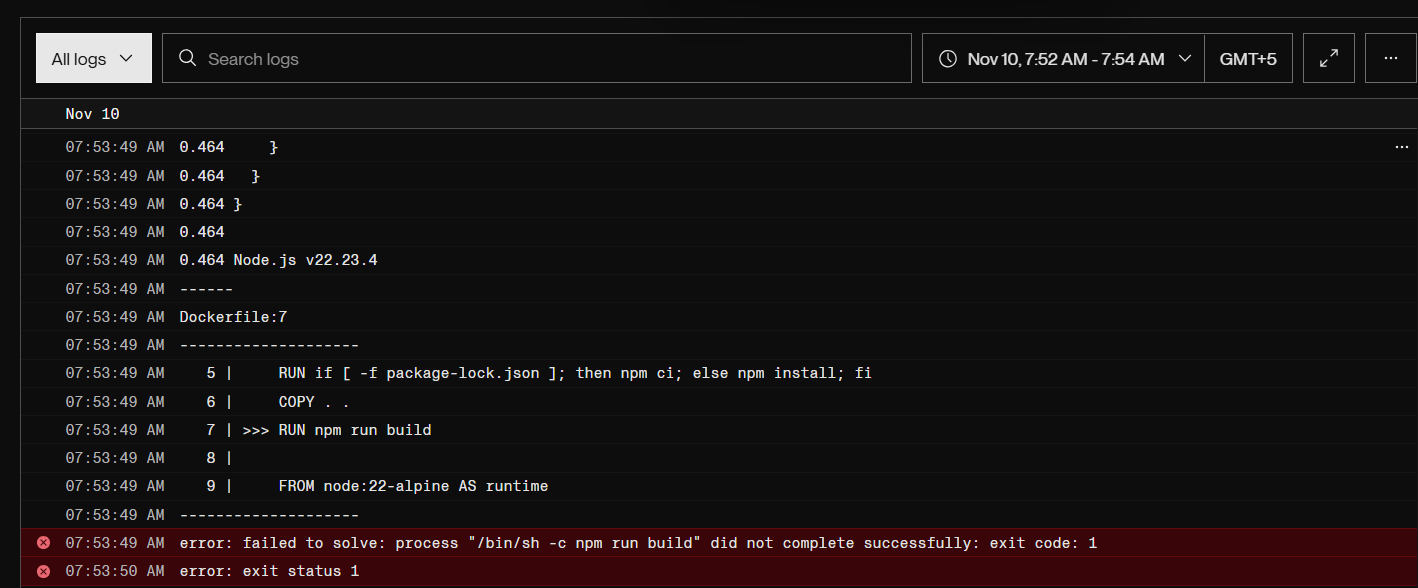 All logs
Search logs
Nov 10, 7:52 AM - 7:54 AM
GMT+5
Nov 10
07:53:49 AM 0.464     }
07:53:49 AM 0.464   }
07:53:49 AM 0.464 }
07:53:49 AM 0.464
07:53:49 AM 0.464 Node.js v22.23.4
07:53:49 AM ------
07:53:49 AM Dockerfile:7
07:53:49 AM --------------------
07:53:49 AM    5 |     RUN if [ -f package-lock.json ]; then npm ci; else npm install; fi
07:53:49 AM    6 |     COPY . .
07:53:49 AM    7 | >>> RUN npm run build
07:53:49 AM    8 |
07:53:49 AM    9 |     FROM node:22-alpine AS runtime
07:53:49 AM --------------------
07:53:49 AM error: failed to solve: process "/bin/sh -c npm run build" did not complete successfully: exit code: 1
07:53:50 AM error: exit status 1